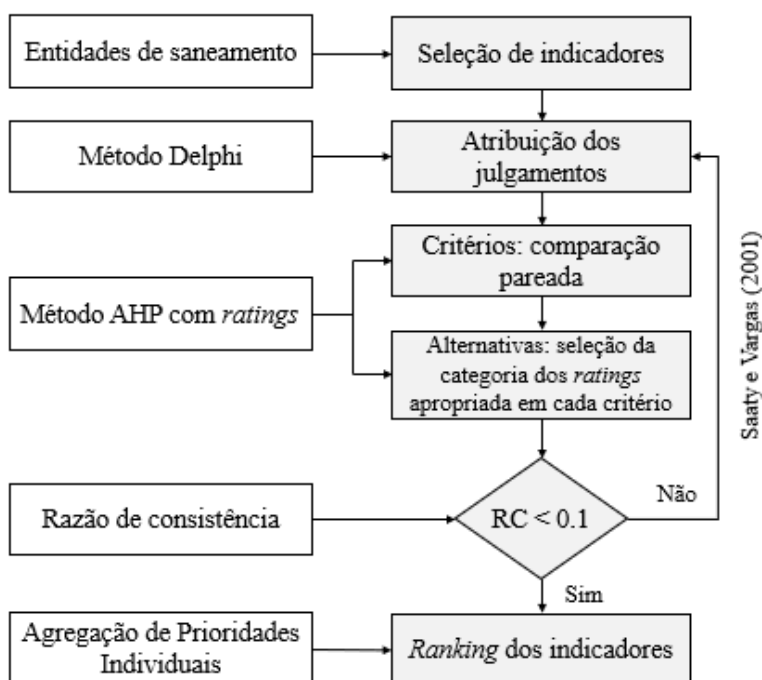 Entidades de saneamento
Seleção de indicadores
Método Delphi
Atribuição dos
julgamentos
Critérios: comparação
pareada
Método AHP com ratings
Alternativas: seleção da
categoria dos ratings
apropriada em cada critério
Saaty e Vargas (2001)
Razão de consistência
RC < 0.1
Não
Sim
Agregação de Prioridades
Individuais
Ranking dos indicadores